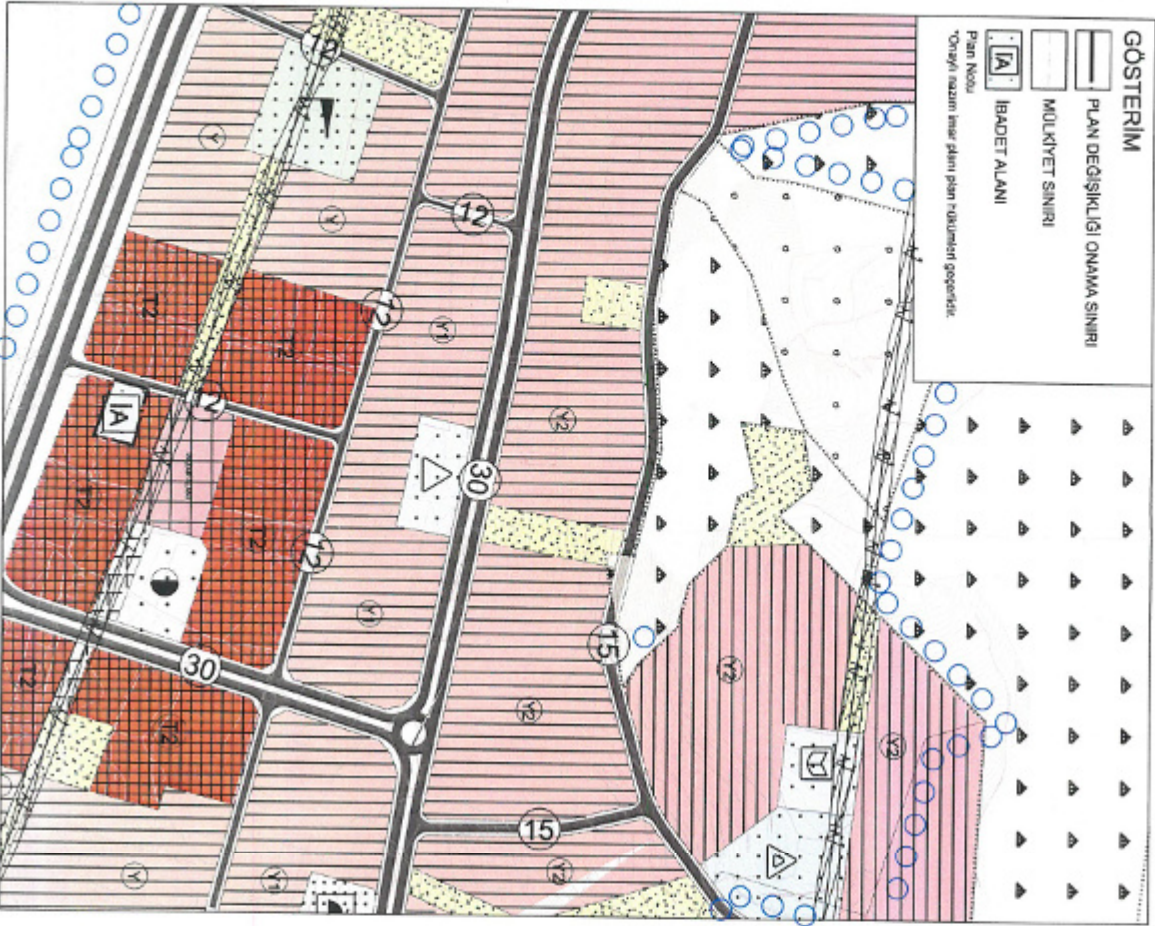 GÖSTERİM
PLAN DEĞİŞİKLİĞİ ONAMA SINIRI
MÜLKİYET SINIRI
İA
İBADET ALANI
Plan Notu
*Onaylı nazım imar planı plan hükümleri geçerlidir.
12
Y
Y
12
12
Y1
T2
T2
12
İA
T2
T2
12
30
Y2
Y1
15
Y2
Y2
Y2
30
T2
T2
15
Y2
Y
Y1